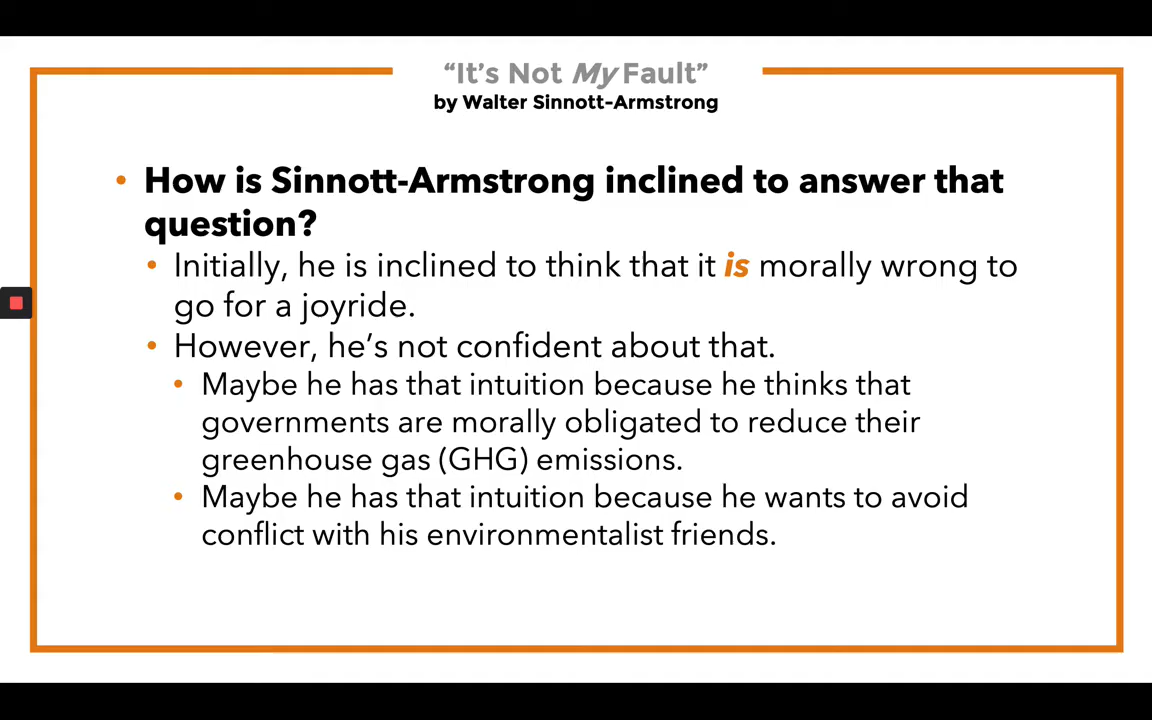 “It’s Not My Fault”
by Walter Sinnott-Armstrong
• How is Sinnott-Armstrong inclined to answer that
question?
• Initially, he is inclined to think that it is morally wrong to
go for a joyride.
• However, he’s not confident about that.
• Maybe he has that intuition because he thinks that
governments are morally obligated to reduce their
greenhouse gas (GHG) emissions.
• Maybe he has that intuition because he wants to avoid
conflict with his environmentalist friends.